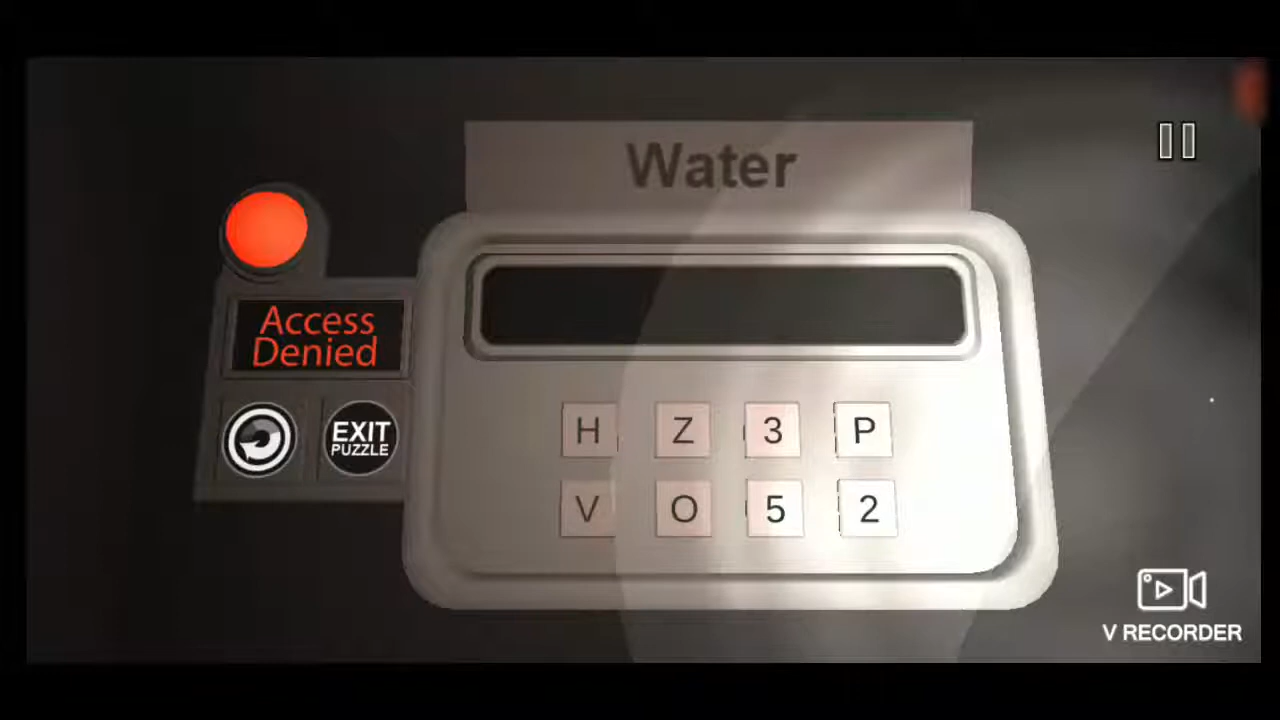 Water
Access
Denied
EXIT
PUZZLE
H Z 3 P
V O 5 2
V RECORDER